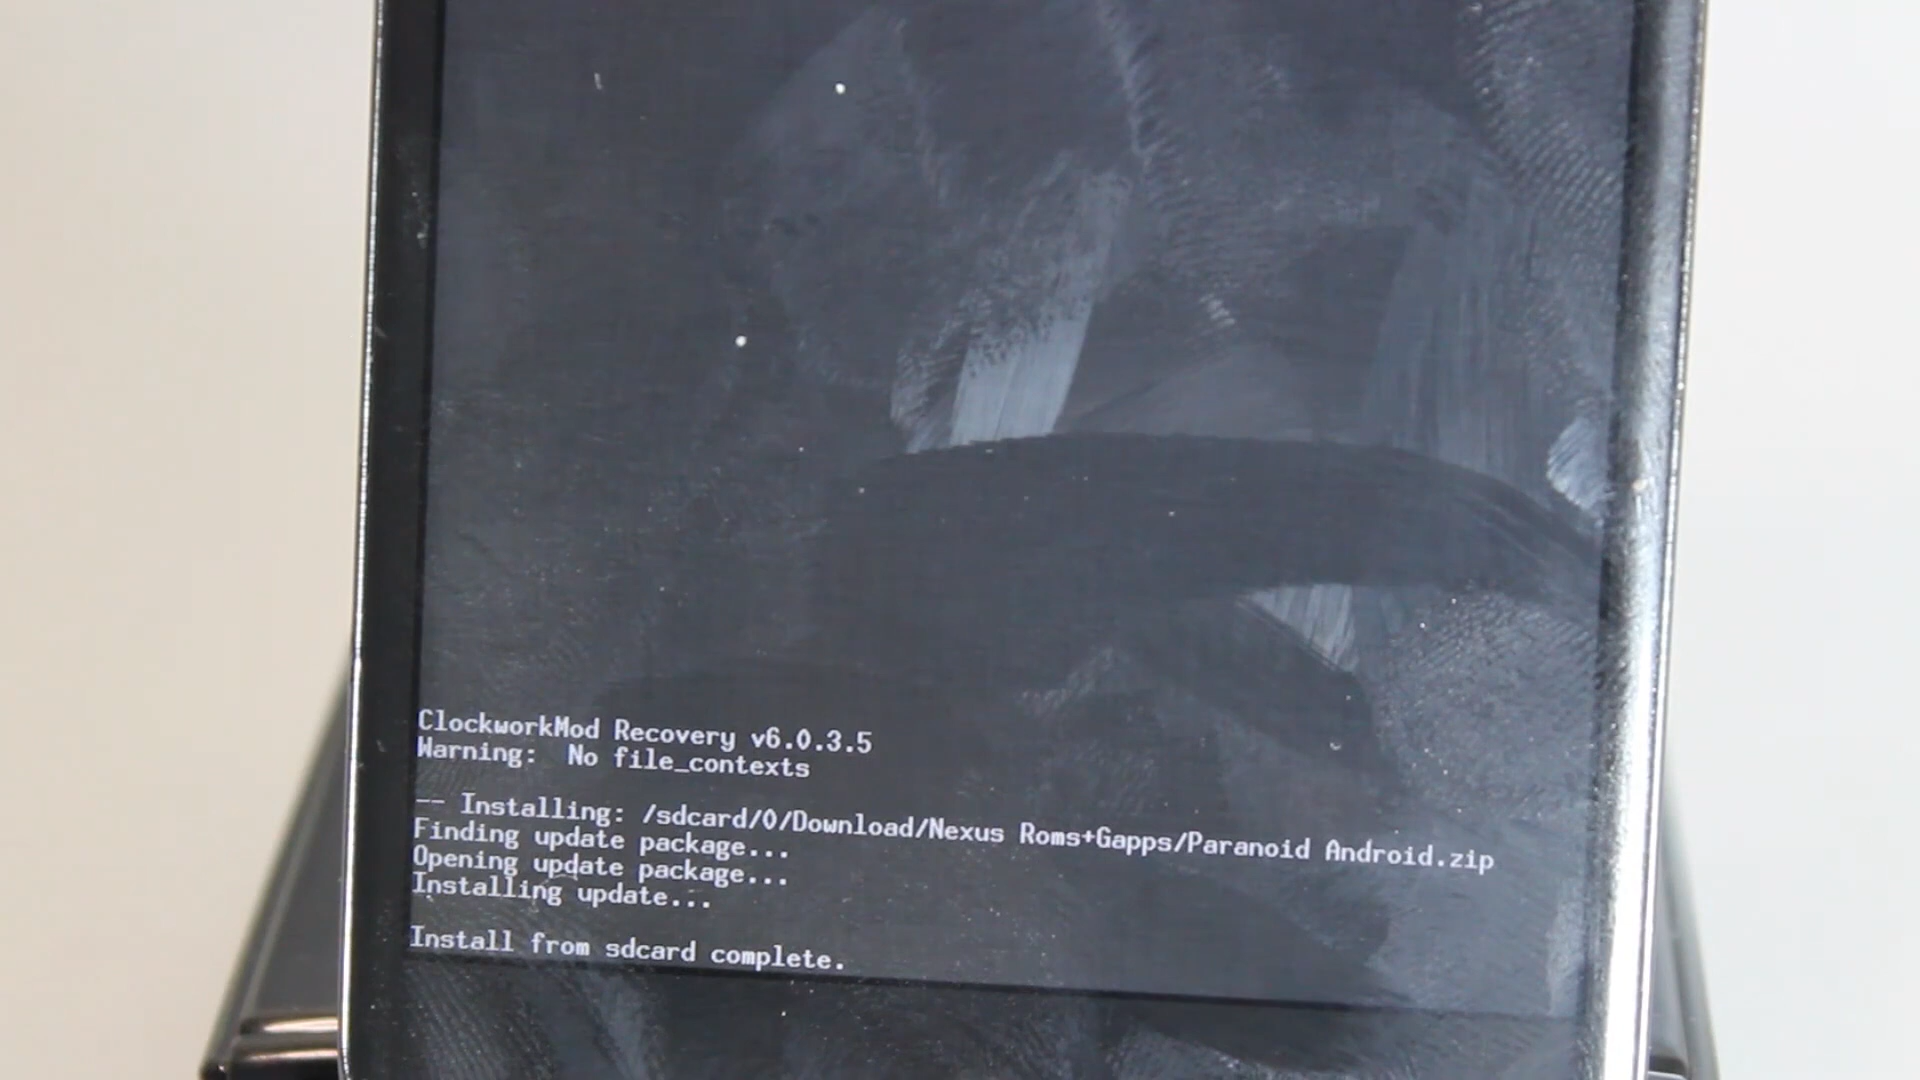 ClockworkMod Recovery v6.0.3.5
Warning: No file_contexts
-- Installing: /sdcard/0/Download/Nexus Roms+Gapps/Paranoid Android.zip
Finding update package...
Opening update package...
Installing update...
Install from sdcard complete.